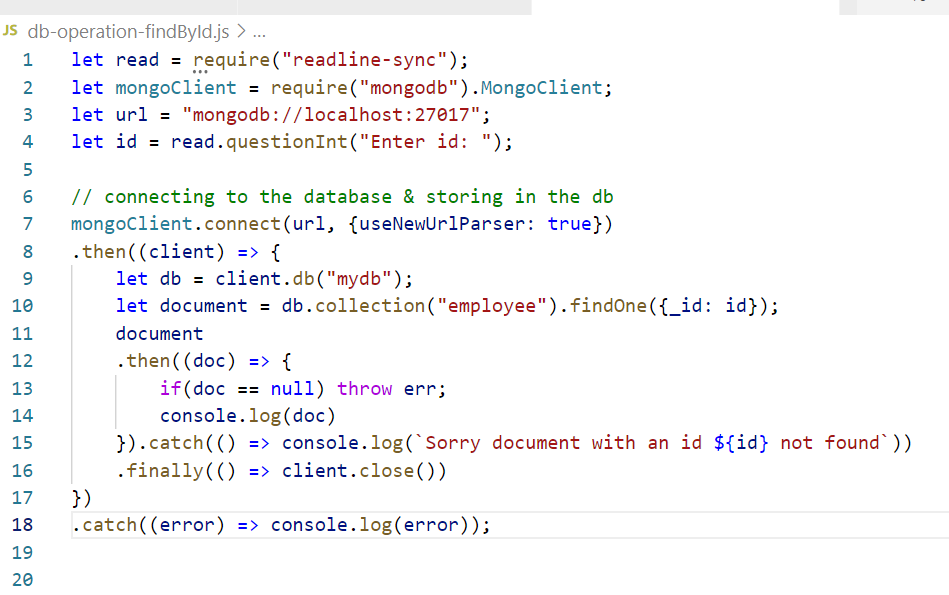 JS db-operation-findById.js > ...
1 let read = require("readline-sync");
2 let mongoClient = require("mongodb").MongoClient;
3 let url = "mongodb://localhost:27017";
4 let id = read.questionInt("Enter id: ");
5
6 // connecting to the database & storing in the db
7 mongoClient.connect(url, {useNewUrlParser: true})
8 .then((client) => {
9     let db = client.db("mydb");
10     let document = db.collection("employee").findOne({_id: id});
11     document
12     .then((doc) => {
13         if(doc == null) throw err;
14         console.log(doc)
15     }).catch(() => console.log(`Sorry document with an id ${id} not found`))
16     .finally(() => client.close())
17 })
18 .catch((error) => console.log(error));
19
20